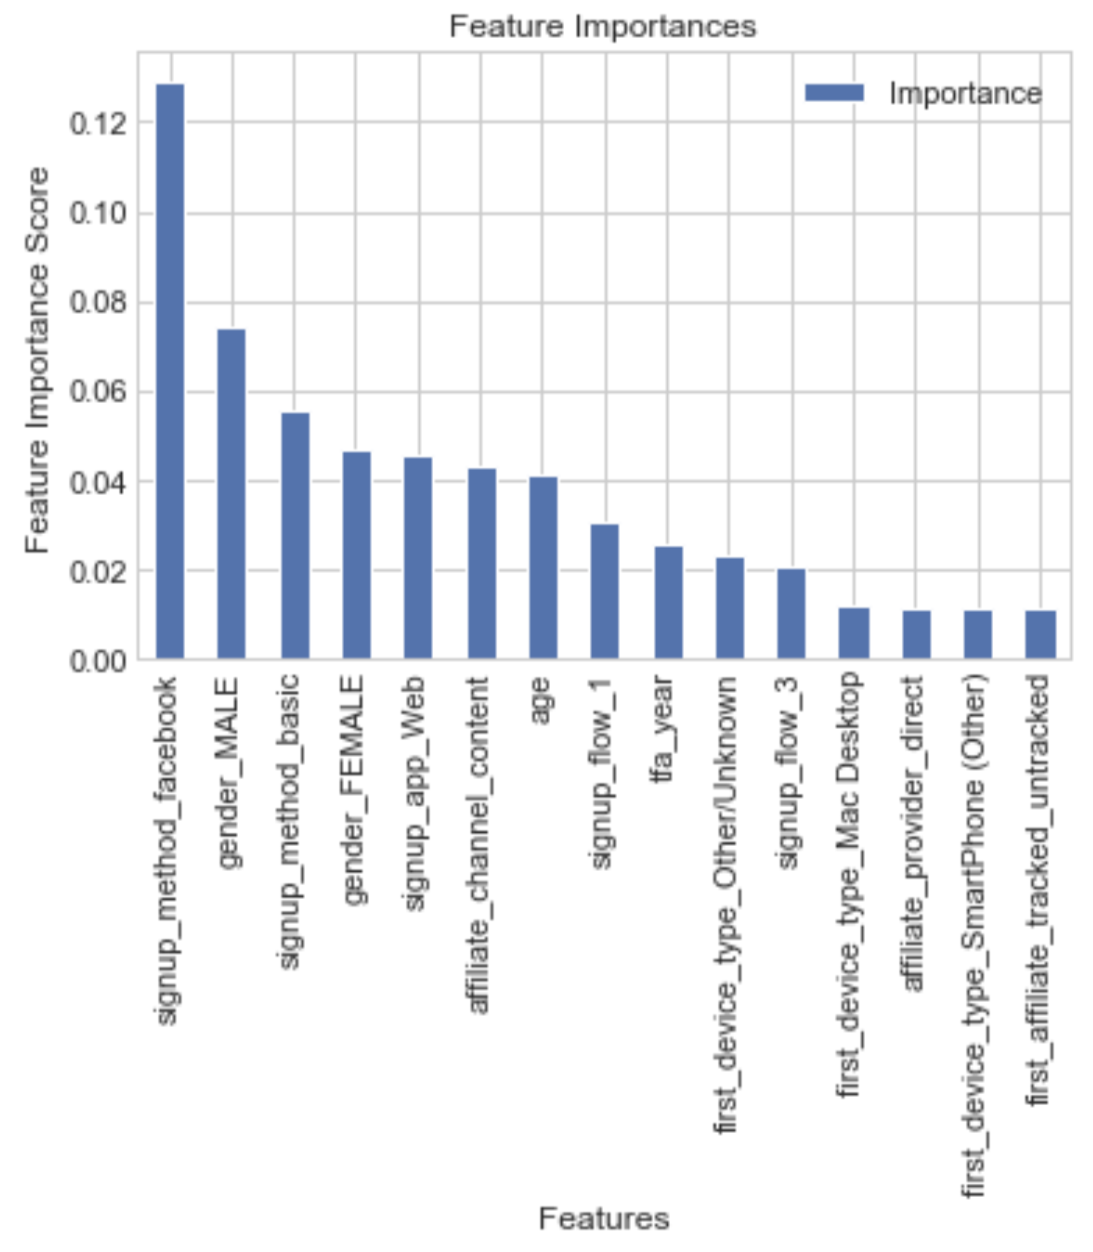 Feature Importances
Importance
Feature Importance Score
0.12
0.10
0.08
0.06
0.04
0.02
0.00
signup_method_facebook
gender_MALE
signup_method_basic
gender_FEMALE
signup_app_Web
affiliate_channel_content
age
signup_flow_1
tfa_year
first_device_type_Other/Unknown
signup_flow_3
first_device_type_Mac Desktop
affiliate_provider_direct
first_device_type_SmartPhone (Other)
first_affiliate_tracked_untracked
Features